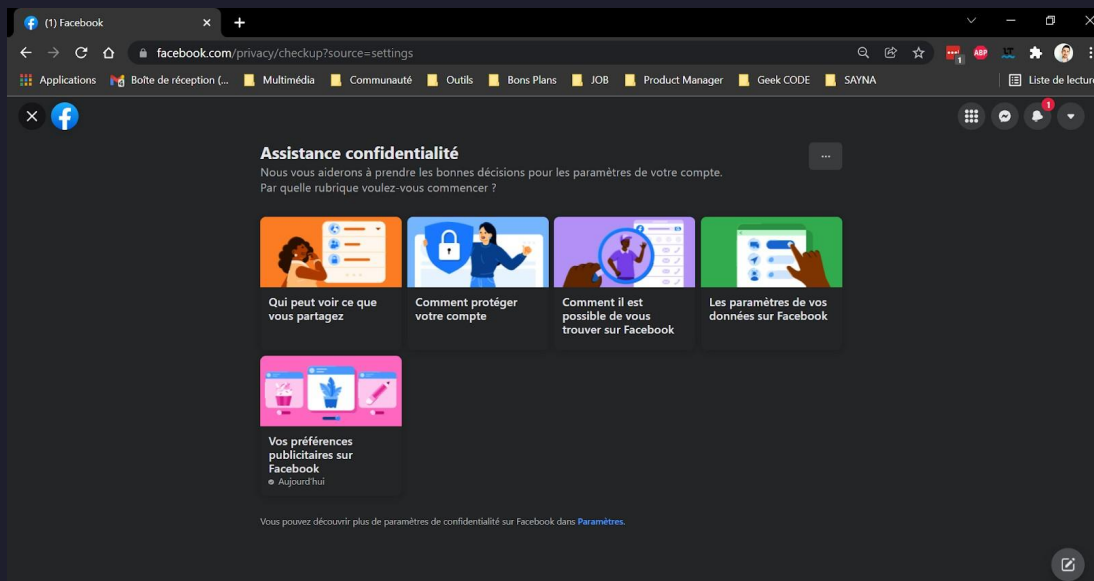 (1) Facebook
facebook.com/privacy/checkup?source=settings
1
ABP
Applications
Boîte de réception (...
Multimédia
Communauté
Outils
Bons Plans
JOB
Product Manager
Geek CODE
SAYNA
Liste de lecture
1
Assistance confidentialité
Nous vous aiderons à prendre les bonnes décisions pour les paramètres de votre compte.
Par quelle rubrique voulez-vous commencer ?
Qui peut voir ce que
vous partagez
Comment protéger
votre compte
Comment il est
possible de vous
trouver sur Facebook
Les paramètres de vos
données sur Facebook
Vos préférences
publicitaires sur
Facebook
Aujourd'hui
Vous pouvez découvrir plus de paramètres de confidentialité sur Facebook dans Paramètres.